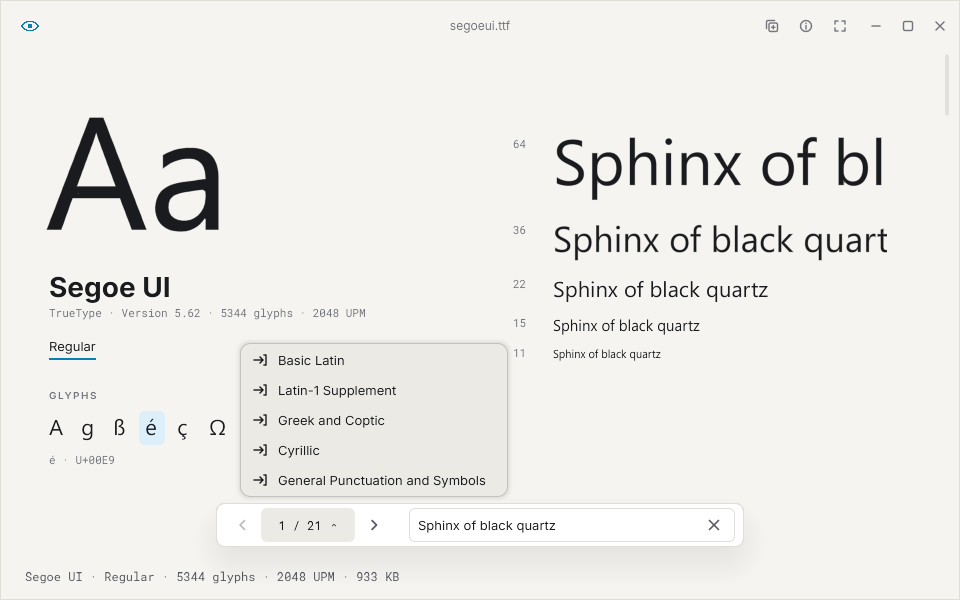 segoeui.ttf
Aa
Segoe UI
TrueType · Version 5.62 · 5344 glyphs · 2048 UPM
Regular
GLYPHS
A g ß é ç Ω
é · U+00E9
64 Sphinx of bl
36 Sphinx of black quart
22 Sphinx of black quartz
15 Sphinx of black quartz
11 Sphinx of black quartz
Basic Latin
Latin-1 Supplement
Greek and Coptic
Cyrillic
General Punctuation and Symbols
1 / 21
Sphinx of black quartz
Segoe UI · Regular · 5344 glyphs · 2048 UPM · 933 KB